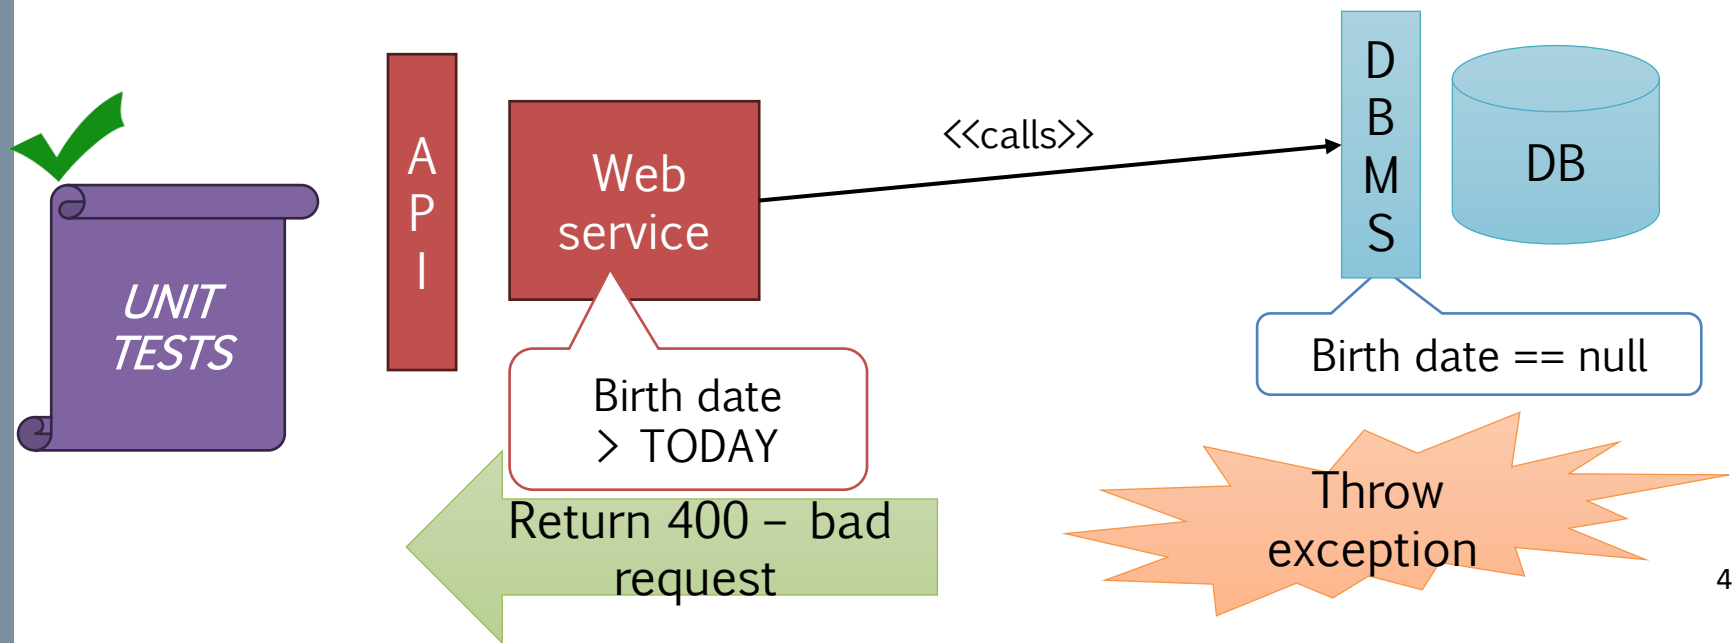 UNIT
TESTS
A
P
I
Web
service
<<calls>>
D
B
M
S
DB
Birth date
> TODAY
Birth date == null
Return 400 – bad
request
Throw
exception
4